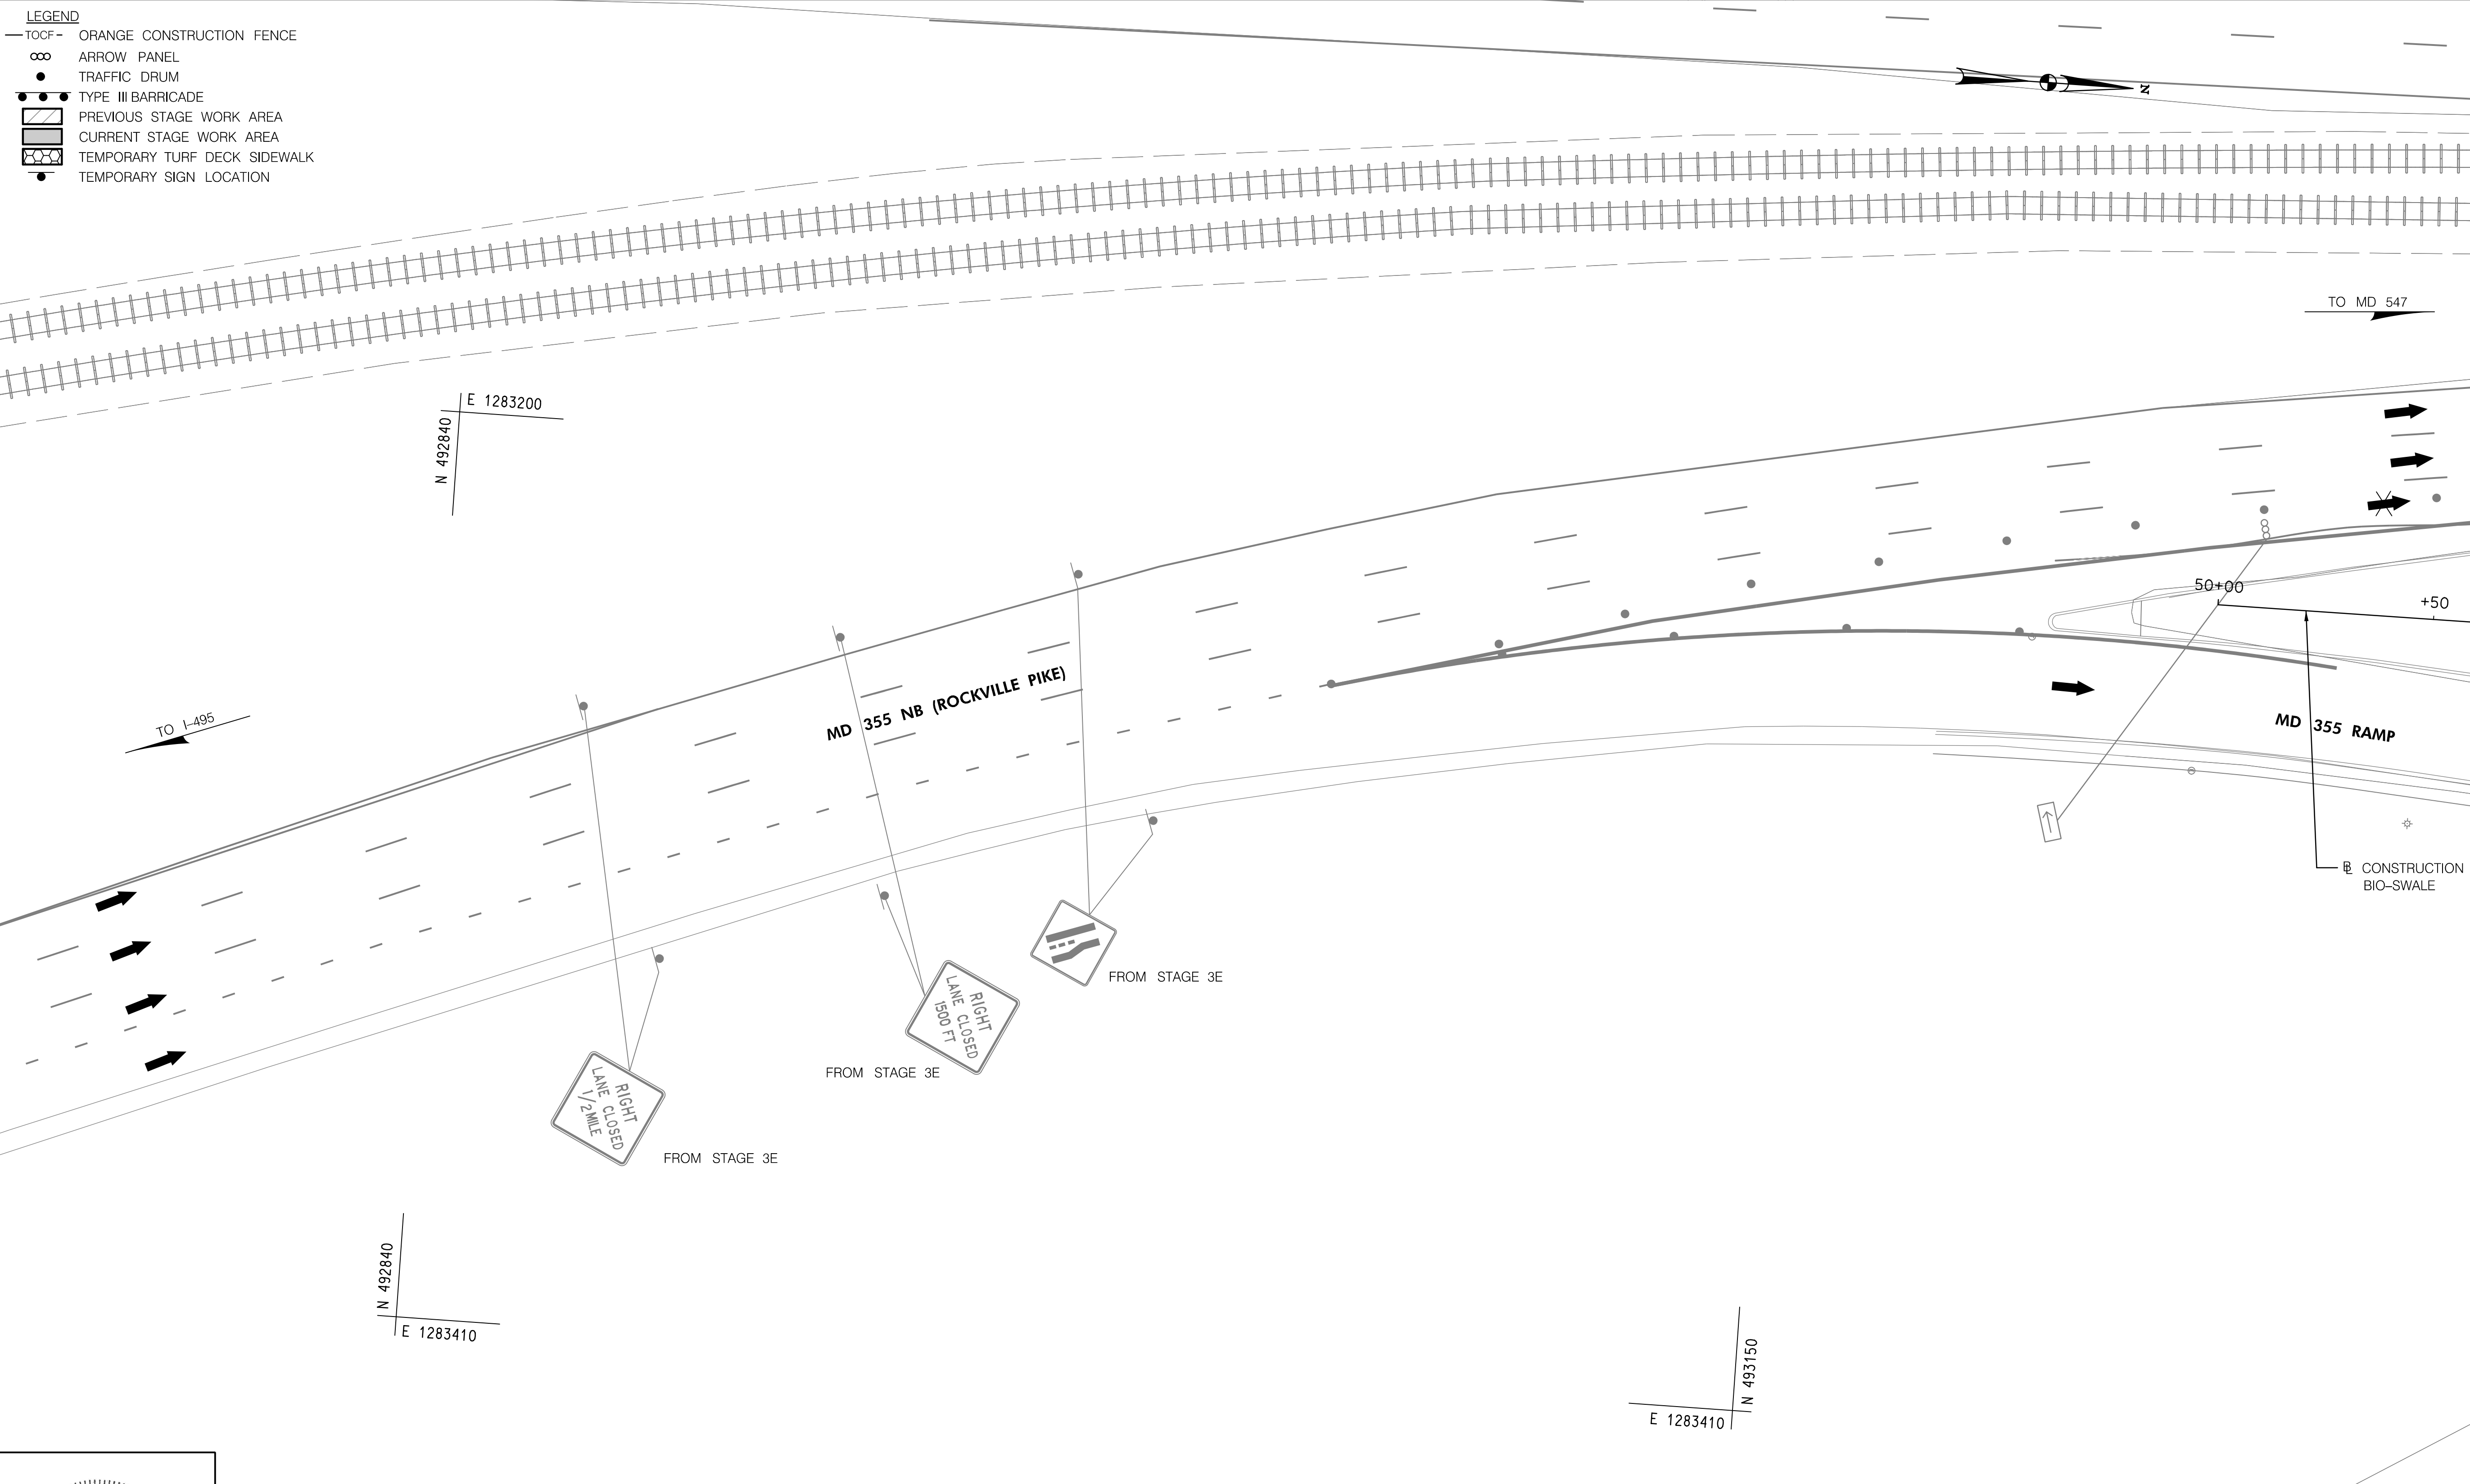 LEGEND
TOCF
ORANGE CONSTRUCTION FENCE
ARROW PANEL
TRAFFIC DRUM
TYPE III BARRICADE
PREVIOUS STAGE WORK AREA
CURRENT STAGE WORK AREA
TEMPORARY TURF DECK SIDEWALK
TEMPORARY SIGN LOCATION
N
TO MD 547
E 1283200
N 492840
50+00
+50
MD 355 NB (ROCKVILLE PIKE)
TO I-495
MD 355 RAMP
BL CONSTRUCTION
BIO-SWALE
FROM STAGE 3E
RIGHT
LANE CLOSED
1500 FT
FROM STAGE 3E
RIGHT
LANE CLOSED
1/2 MILE
FROM STAGE 3E
N 492840
E 1283410
N 493150
E 1283410